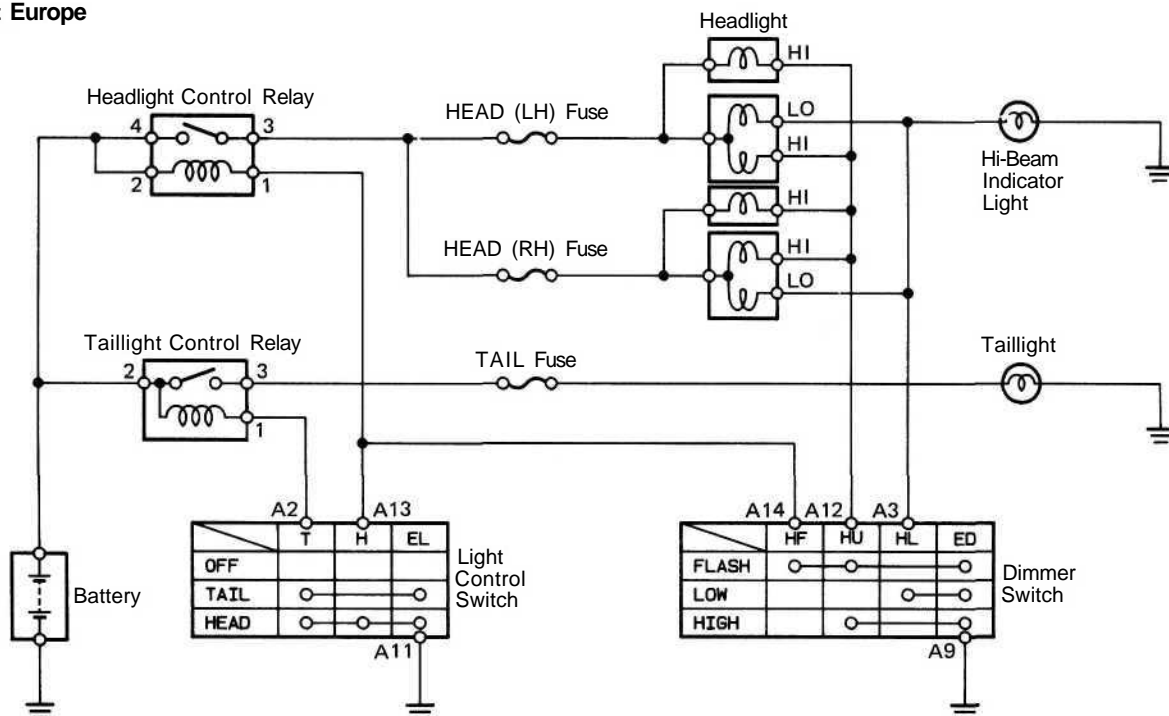 : Europe
Headlight
HI
Headlight Control Relay
HEAD (LH) Fuse
LO
4
3
HI
2
1
Hi-Beam
Indicator
Light
HI
HEAD (RH) Fuse
HI
LO
Taillight Control Relay
TAIL Fuse
Taillight
2
3
1
A2
A13
A14
A12
A3
T H EL
HF HU HL ED
OFF
TAIL
HEAD
Light
Control
Switch
FLASH
LOW
HIGH
Dimmer
Switch
Battery
A11
A9